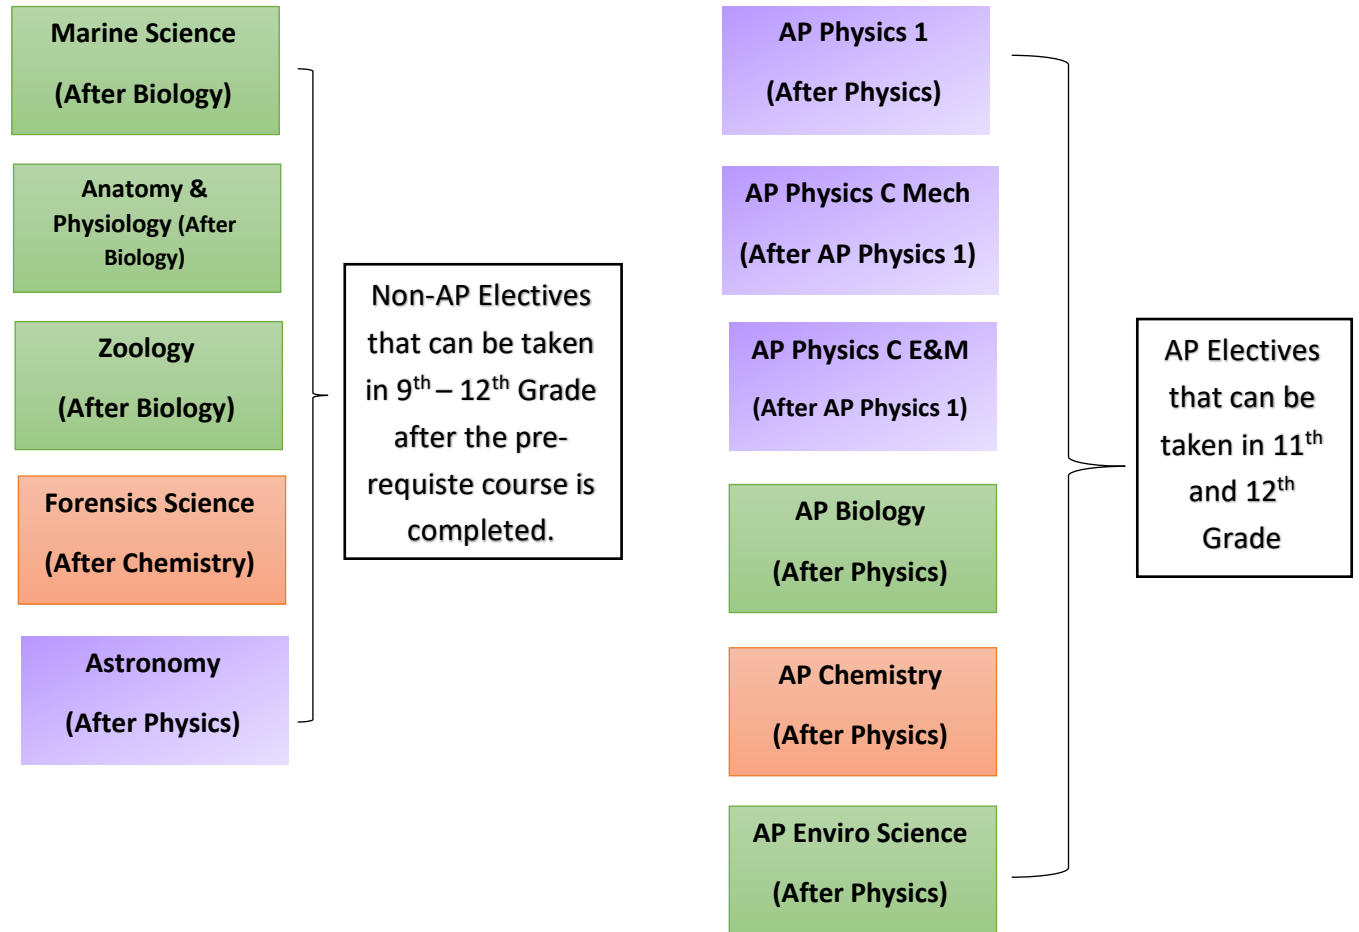 Marine Science
(After Biology)
Anatomy &
Physiology (After
Biology)
Zoology
(After Biology)
Forensics Science
(After Chemistry)
Astronomy
(After Physics)
Non-AP Electives
that can be taken
in 9th – 12th Grade
after the pre-
requiste course is
completed.
AP Physics 1
(After Physics)
AP Physics C Mech
(After AP Physics 1)
AP Physics C E&M
(After AP Physics 1)
AP Biology
(After Physics)
AP Chemistry
(After Physics)
AP Enviro Science
(After Physics)
AP Electives
that can be
taken in 11th
and 12th
Grade